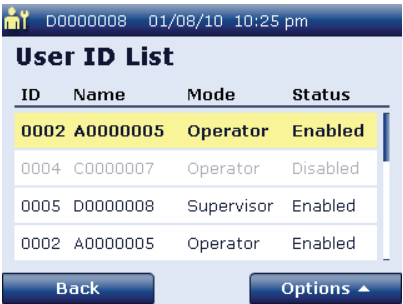 D0000008 01/08/10 10:25 pm
User ID List
ID Name Mode Status
0002 A0000005 Operator Enabled
0004 C0000007 Operator Disabled
0005 D0000008 Supervisor Enabled
0002 A0000005 Operator Enabled
Back Options